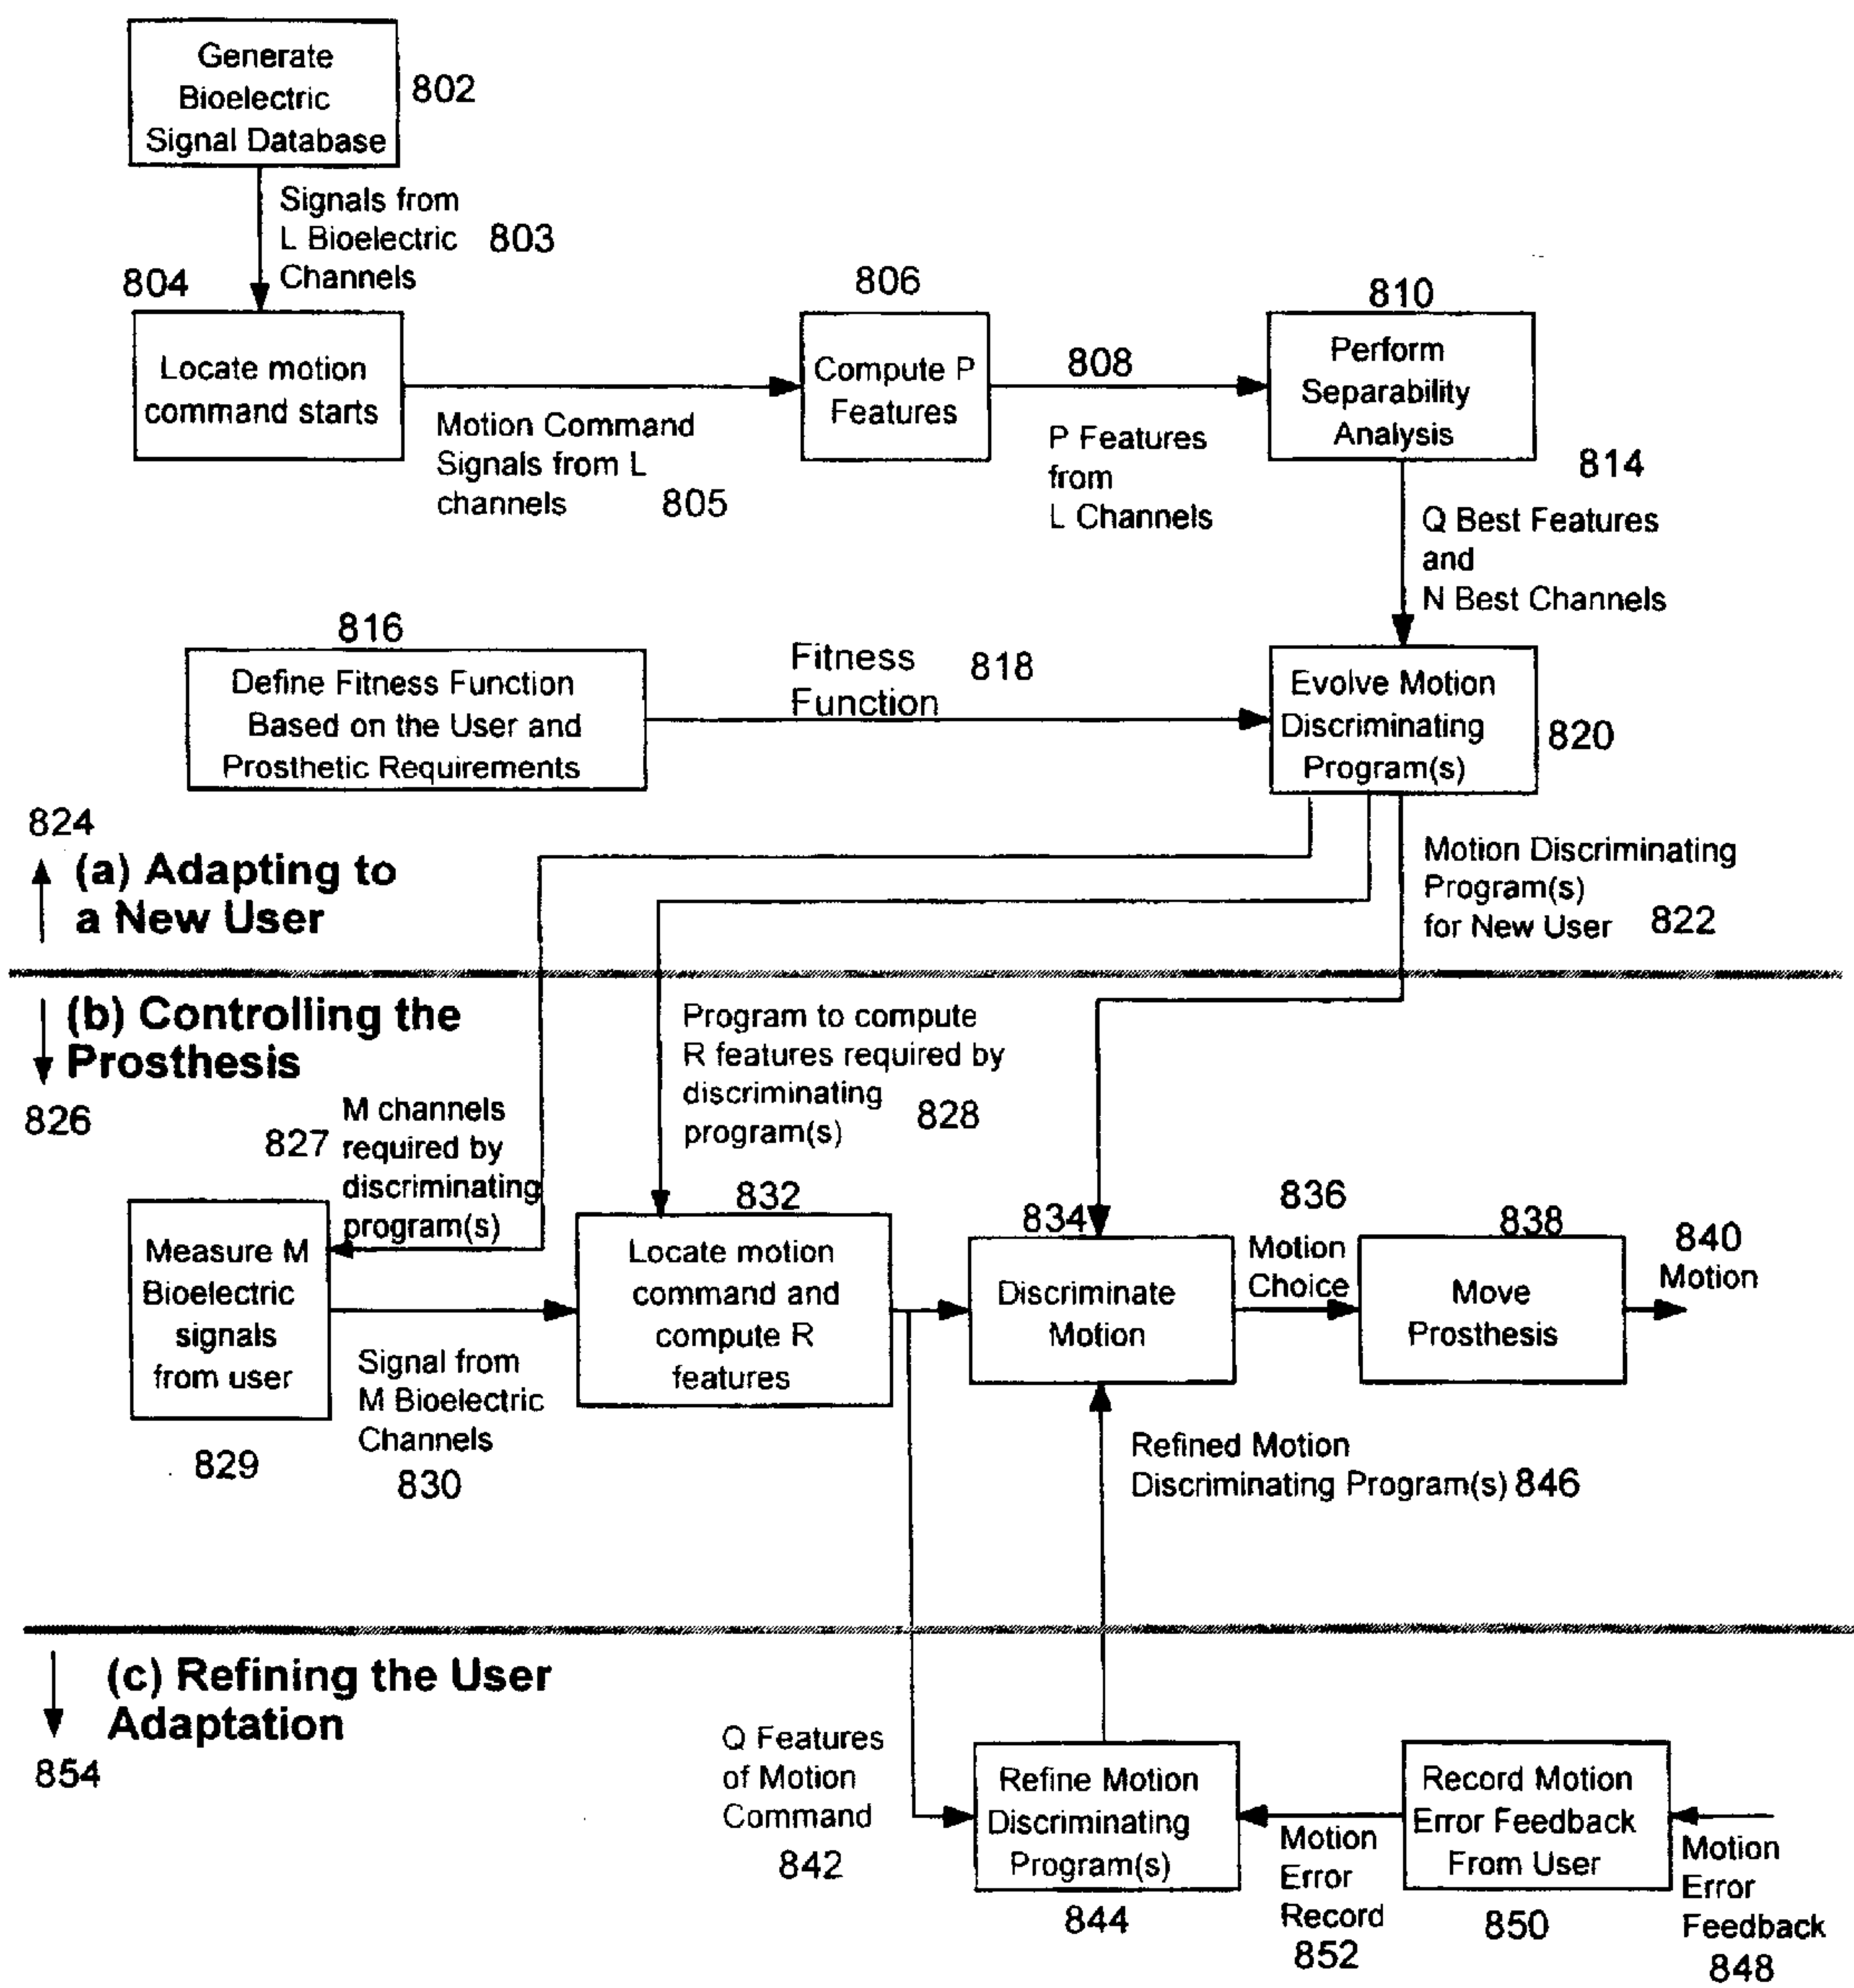 Generate
Bioelectric
Signal Database
802
Signals from
L Bioelectric
Channels
803
804
Locate motion
command starts
Motion Command
Signals from L
channels
805
806
Compute P
Features
808
P Features
from
L Channels
810
Perform
Separability
Analysis
814
Q Best Features
and
N Best Channels
816
Define Fitness Function
Based on the User and
Prosthetic Requirements
Fitness
Function
818
Evolve Motion
Discriminating
Program(s)
820
824
(a) Adapting to
a New User
Motion Discriminating
Program(s)
for New User
822
(b) Controlling the
Prosthesis
826
827
M channels
required by
discriminating
program(s)
Program to compute
R features required by
discriminating
program(s)
828
Measure M
Bioelectric
signals
from user
829
Signal from
M Bioelectric
Channels
830
832
Locate motion
command and
compute R
features
834
Discriminate
Motion
836
Motion
Choice
838
Move
Prosthesis
840
Motion
Refined Motion
Discriminating Program(s)
846
(c) Refining the User
Adaptation
854
Q Features
of Motion
Command
842
Refine Motion
Discriminating
Program(s)
844
Motion
Error
Record
852
Record Motion
Error Feedback
From User
850
Motion
Error
Feedback
848